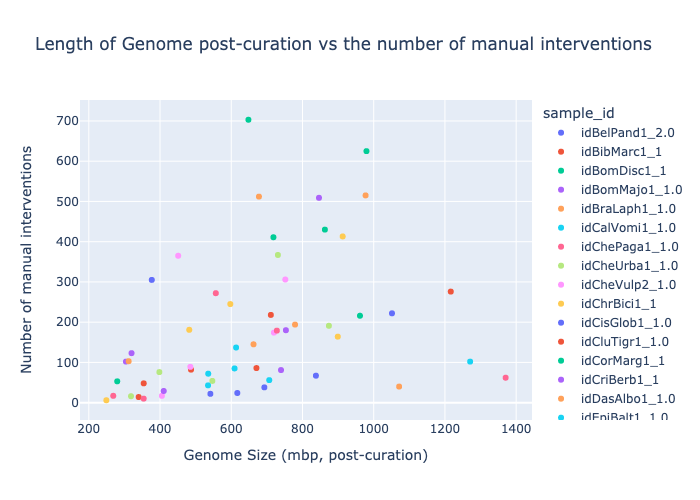 Length of Genome post-curation vs the number of manual interventions
sample_id
idBelPand1_2.0
idBibMarc1_1
idBomDisc1_1
idBomMajo1_1.0
idBraLaph1_1.0
idCalVomi1_1.0
idChePaga1_1.0
idCheUrba1_1.0
idCheVulp2_1.0
idChrBici1_1
idCisGlob1_1.0
idCluTigr1_1.0
idCorMarg1_1
idCriBerb1_1
idDasAlbo1_1.0
idEpiBalt1_1.0
Number of manual interventions
700
600
500
400
300
200
100
0
200
400
600
800
1000
1200
1400
Genome Size (mbp, post-curation)